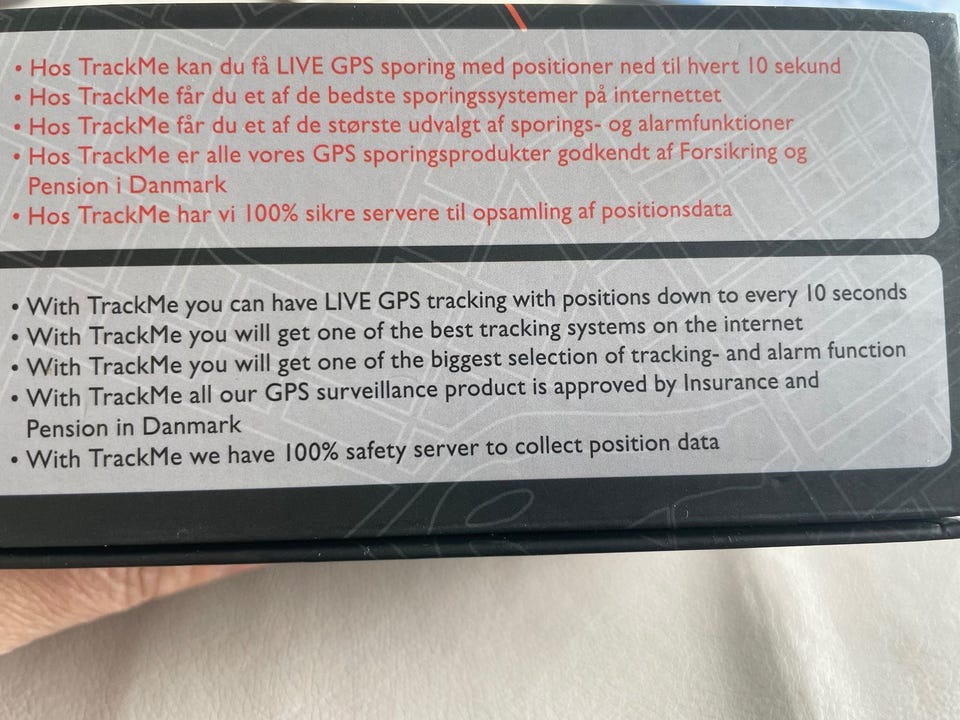 • Hos TrackMe kan du få LIVE GPS sporing med positioner ned til hvert 10 sekund
• Hos TrackMe får du et af de bedste sporingssystemer på internettet
• Hos TrackMe får du et af de største udvalgt af sporings- og alarmfunktioner
• Hos TrackMe er alle vores GPS sporingsprodukter godkendt af Forsikring og
Pension i Danmark
• Hos TrackMe har vi 100% sikre servere til opsamling af positionsdata
• With TrackMe you can have LIVE GPS tracking with positions down to every 10 seconds
• With TrackMe you will get one of the best tracking systems on the internet
• With TrackMe you will get one of the biggest selection of tracking- and alarm function
• With TrackMe all our GPS surveillance product is approved by Insurance and
Pension in Danmark
• With TrackMe we have 100% safety server to collect position data